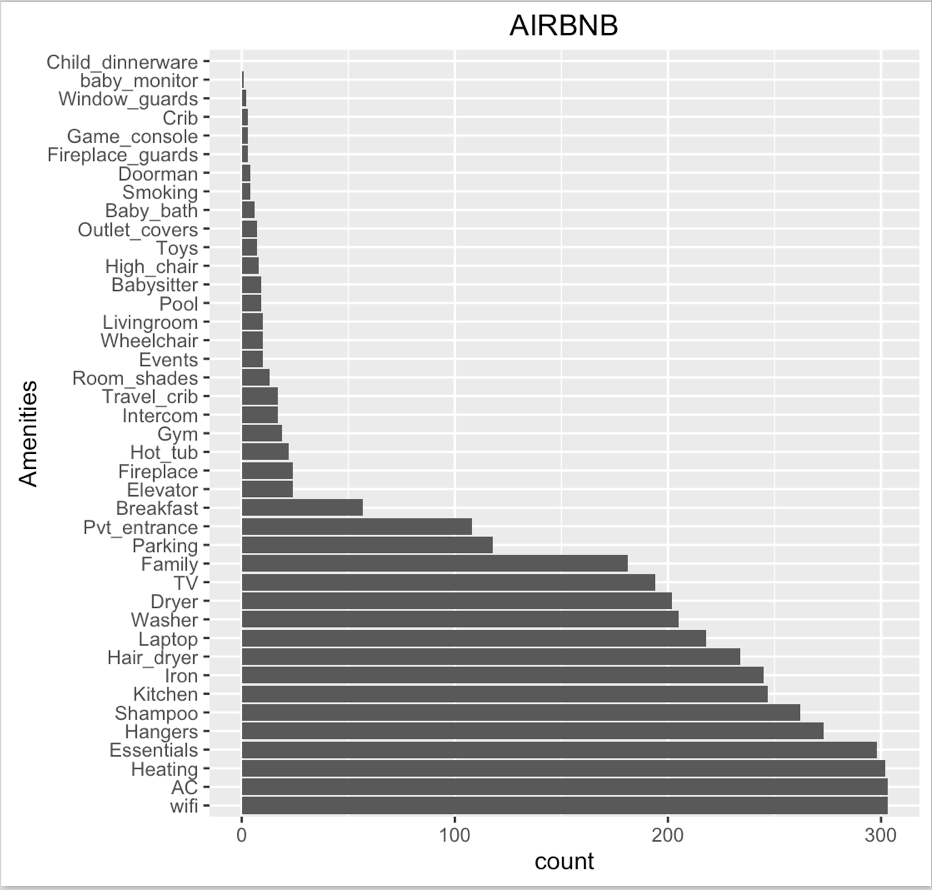 AIRBNB
Child_dinnerware
baby_monitor
Window_guards
Crib
Game_console
Fireplace_guards
Doorman
Smoking
Baby_bath
Outlet_covers
Toys
High_chair
Babysitter
Pool
Livingroom
Wheelchair
Events
Room_shades
Travel_crib
Intercom
Gym
Hot_tub
Fireplace
Elevator
Breakfast
Pvt_entrance
Parking
Family
TV
Dryer
Washer
Laptop
Hair_dryer
Iron
Kitchen
Shampoo
Hangers
Essentials
Heating
AC
wifi
Amenities
0 100 200 300
count